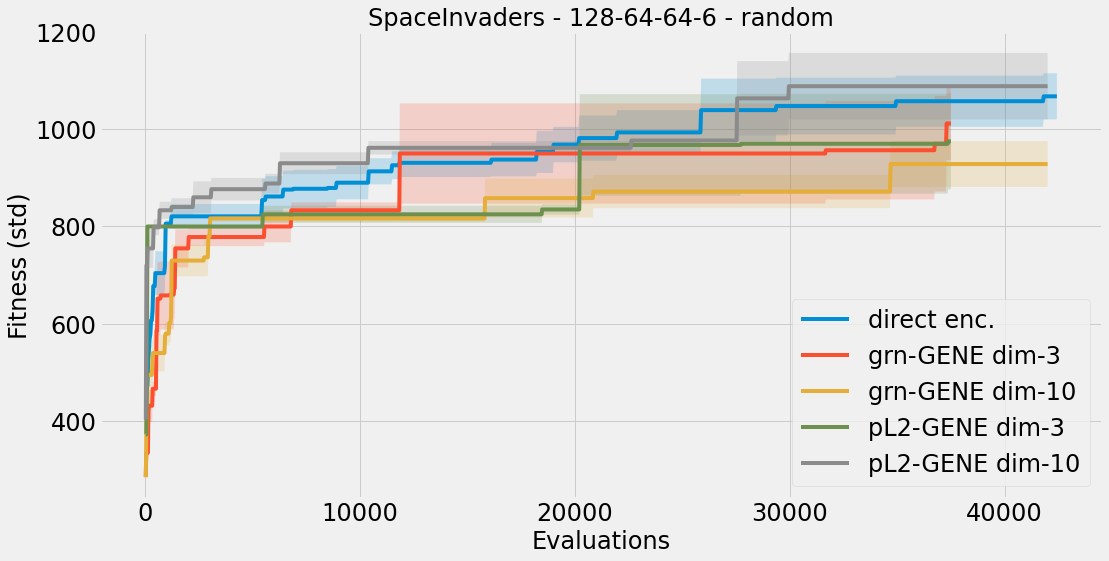 SpaceInvaders - 128-64-64-6 - random
Fitness (std)
1200
1000
800
600
400
0
10000
20000
30000
40000
Evaluations
direct enc.
grn-GENE dim-3
grn-GENE dim-10
pL2-GENE dim-3
pL2-GENE dim-10